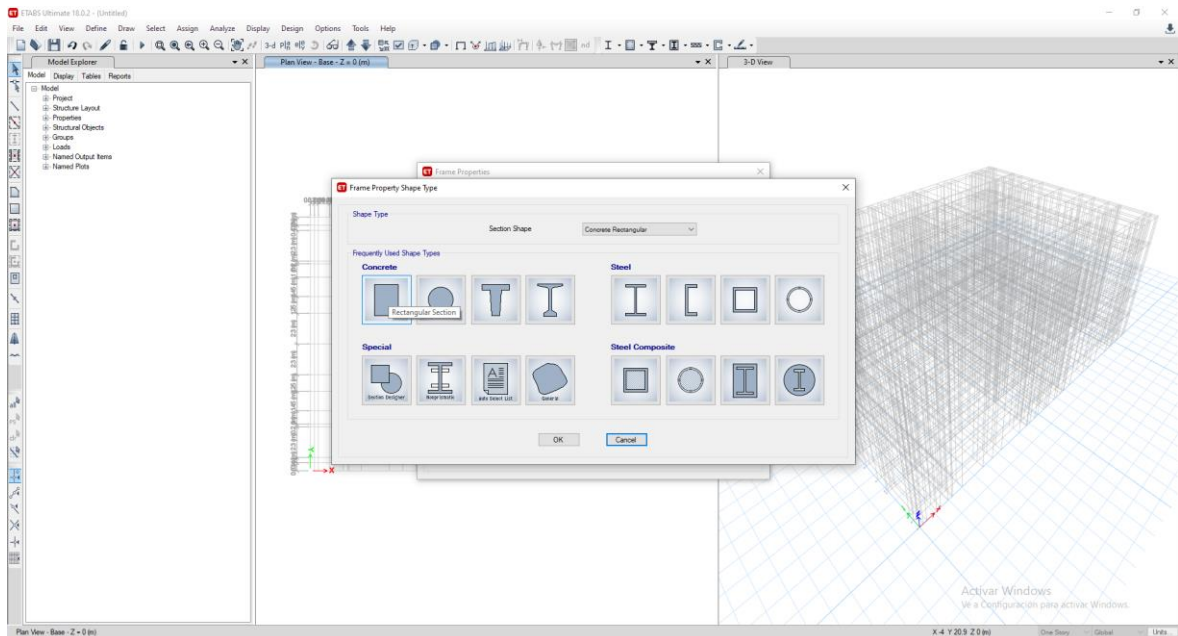 ETABS Ultimate 18.0.2 - (Untitled)
File Edit View Define Draw Select Assign Analyze Display Design Options Tools Help
Model Explorer
Plan View - Base - Z = 0 (m)
3-D View
Model Display Tables Reports
Model
Project
Structure Layout
Properties
Structural Objects
Groups
Loads
Named Output Items
Named Plots
Frame Properties
Frame Property Shape Type
Shape Type
Section Shape
Concrete Rectangular
Frequently Used Shape Types
Concrete
Steel
Rectangular Section
Special
Steel Composite
Section Designer
Nonprismatic
Auto Select List
General
OK
Cancel
X
Activar Windows
Ve a Configuración para activar Windows.
Plan View - Base - Z = 0 (m)
X -4 Y 20.9 Z 0 (m)
One Story
Global
Units...